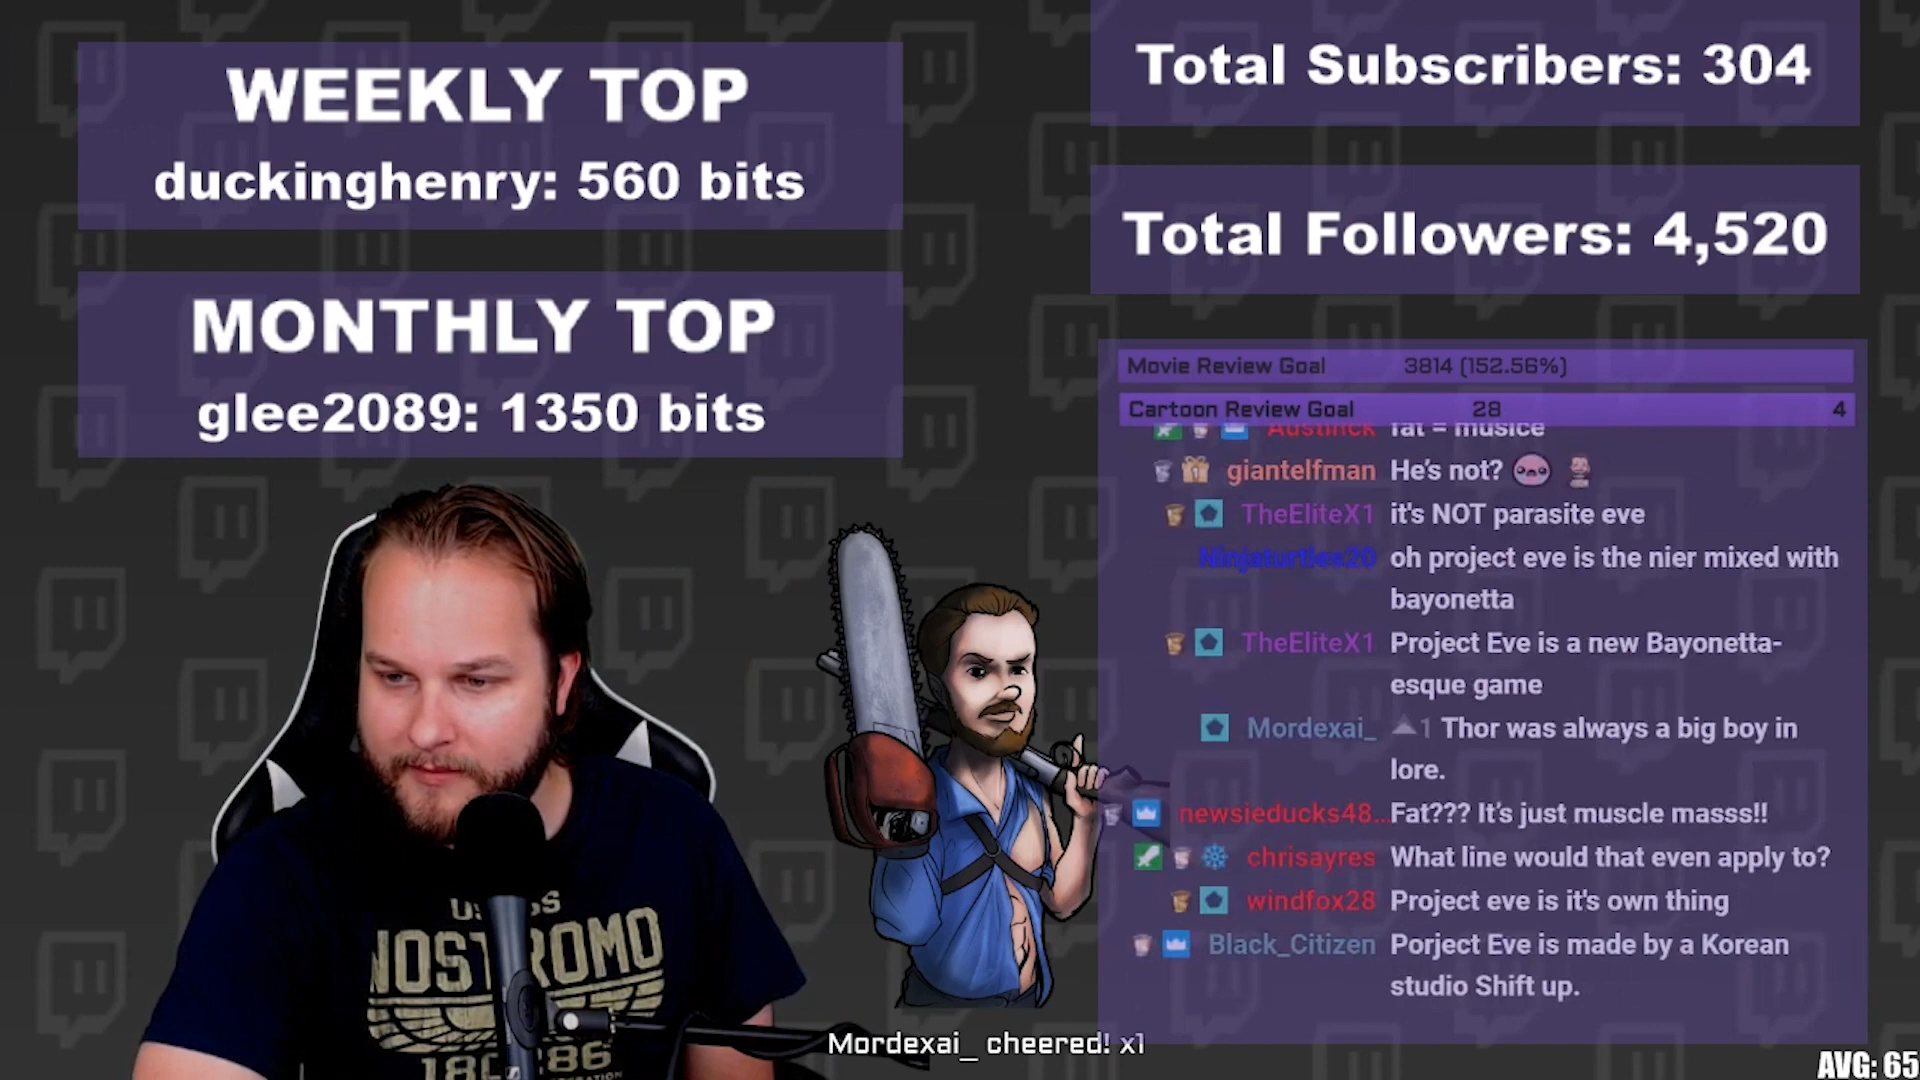 WEEKLY TOP
duckinghenry: 560 bits
MONTHLY TOP
glee2089: 1350 bits
Total Subscribers: 304
Total Followers: 4,520
Movie Review Goal 3814 (152.56%)
Cartoon Review Goal 28 4
Austinck fat = musice
giantelfman He's not?
TheEliteX1 it's NOT parasite eve
Ninjaturtles20 oh project eve is the nier mixed with
bayonetta
TheEliteX1 Project Eve is a new Bayonetta-
esque game
Mordexai_ 1 Thor was always a big boy in
lore.
newsieducks48... Fat??? It's just muscle masss!!
chrisayres What line would that even apply to?
windfox28 Project eve is it's own thing
Black_Citizen Porject Eve is made by a Korean
studio Shift up.
NOSTROMO
Mordexai_ cheered! x1
AVG: 65